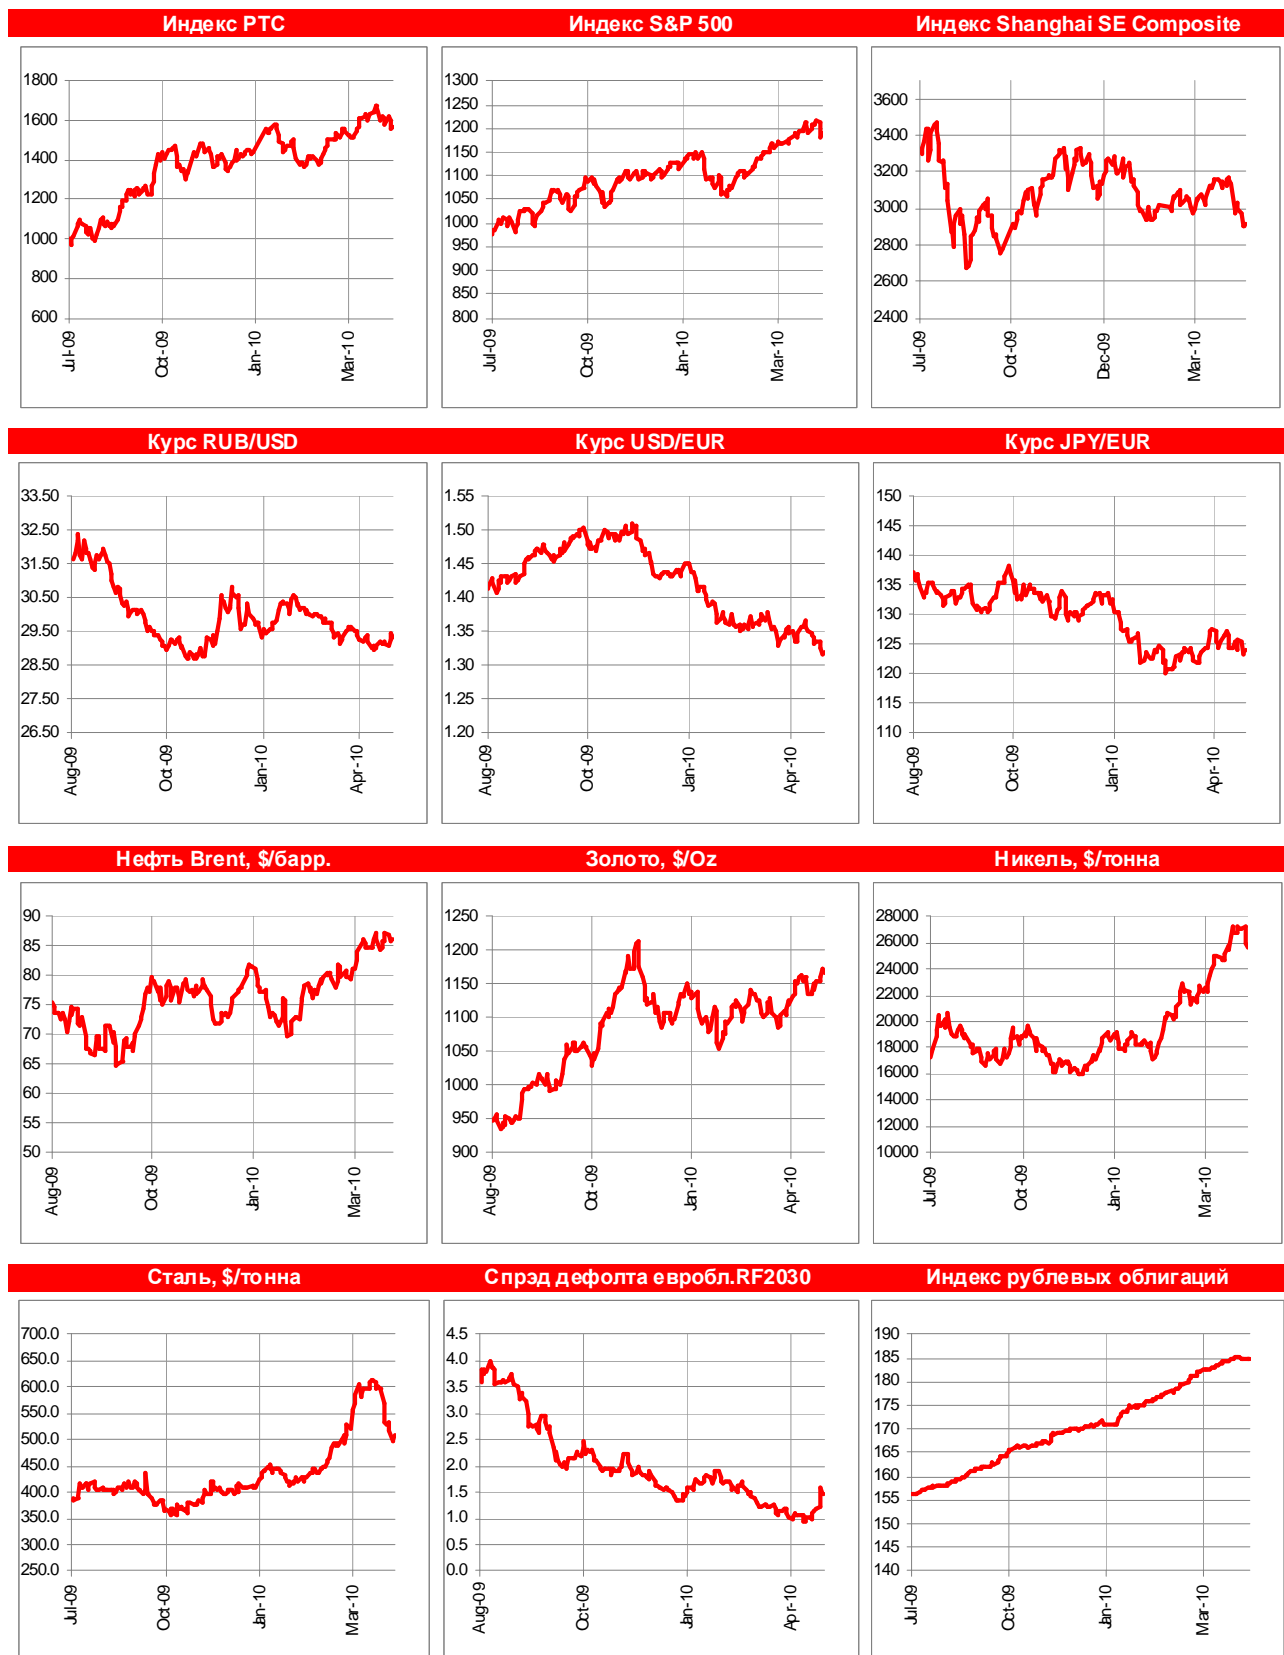 Индекс РТС
1800
1600
1400
1200
1000
800
600
Jul-09
Oct-09
Jan-10
Mar-10
Индекс S&P 500
1300
1250
1200
1150
1100
1050
1000
950
900
850
800
Jul-09
Oct-09
Jan-10
Mar-10
Индекс Shanghai SE Composite
3600
3400
3200
3000
2800
2600
2400
Jul-09
Oct-09
Dec-09
Mar-10
Курс RUB/USD
33.50
32.50
31.50
30.50
29.50
28.50
27.50
26.50
Aug-09
Oct-09
Jan-10
Apr-10
Курс USD/EUR
1.55
1.50
1.45
1.40
1.35
1.30
1.25
1.20
Aug-09
Oct-09
Jan-10
Apr-10
Курс JPY/EUR
150
145
140
135
130
125
120
115
110
Aug-09
Oct-09
Jan-10
Apr-10
Нефть Brent, $/барр.
90
85
80
75
70
65
60
55
50
Aug-09
Oct-09
Jan-10
Mar-10
Золото, $/Oz
1250
1200
1150
1100
1050
1000
950
900
Aug-09
Oct-09
Jan-10
Apr-10
Никель, $/тонна
28000
26000
24000
22000
20000
18000
16000
14000
12000
10000
Jul-09
Oct-09
Jan-10
Mar-10
Сталь, $/тонна
700.0
650.0
600.0
550.0
500.0
450.0
400.0
350.0
300.0
250.0
Jul-09
Oct-09
Jan-10
Mar-10
Спрэд дефолта евробл.RF2030
4.5
4.0
3.5
3.0
2.5
2.0
1.5
1.0
0.5
0.0
Aug-09
Oct-09
Jan-10
Apr-10
Индекс рублевых облигаций
190
185
180
175
170
165
160
155
150
145
140
Jul-09
Oct-09
Jan-10
Mar-10